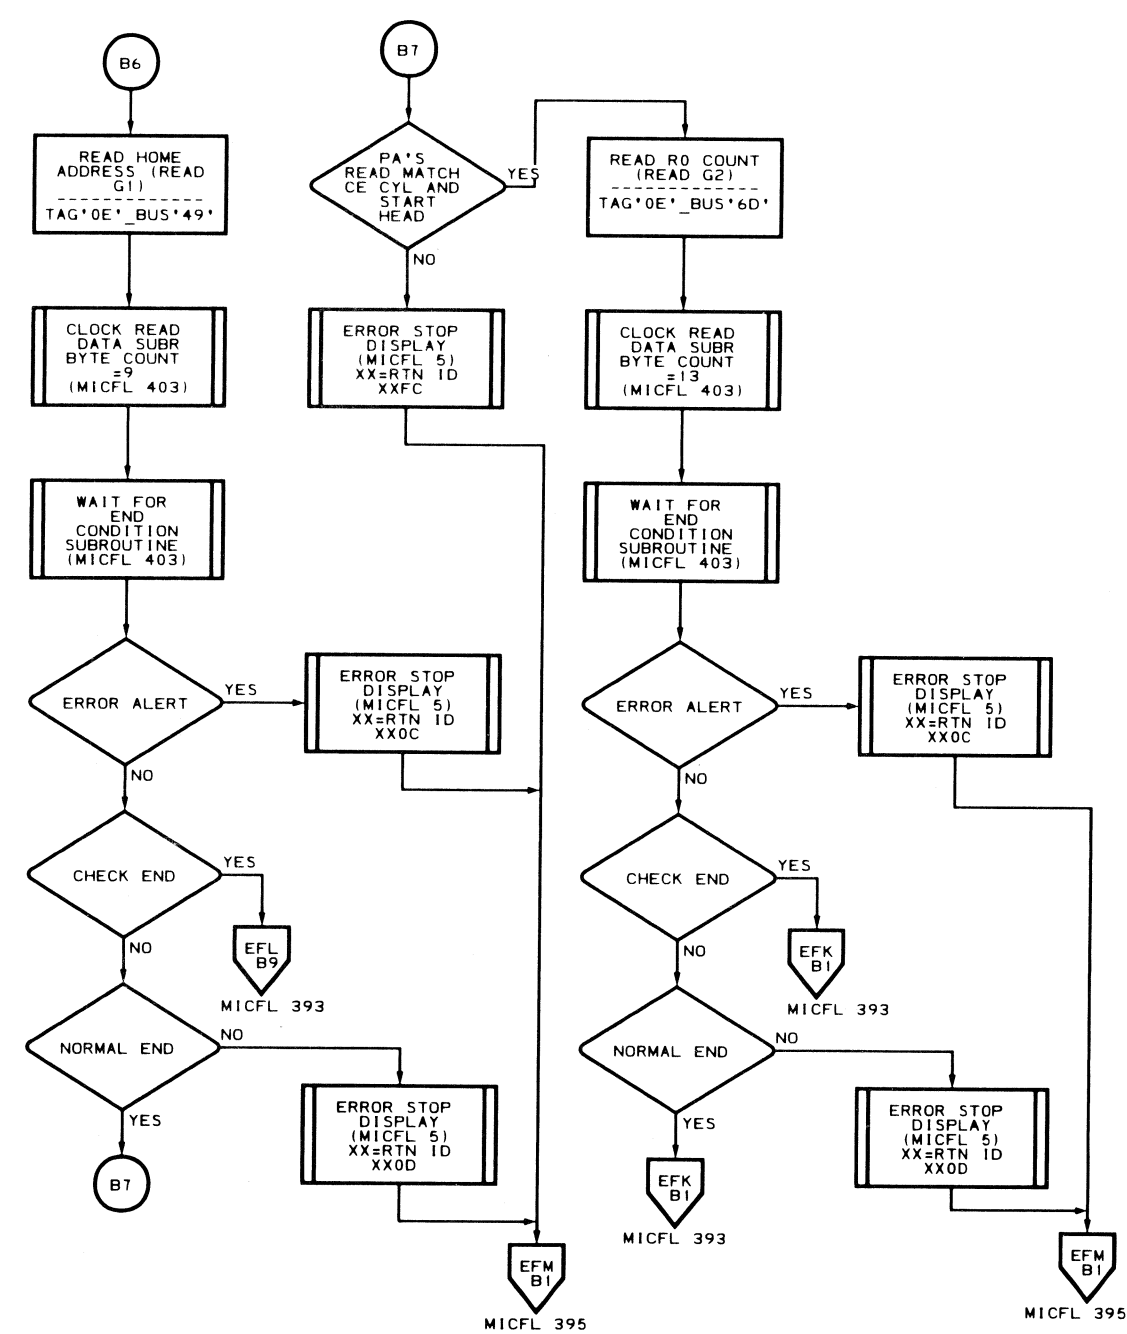 B6
READ HOME
ADDRESS (READ
G1)
TAG'0E'_BUS'49'
CLOCK READ
DATA SUBR
BYTE COUNT
=9
(MICFL 403)
WAIT FOR
END
CONDITION
SUBROUTINE
(MICFL 403)
ERROR ALERT
YES
ERROR STOP
DISPLAY
(MICFL 5)
XX=RTN ID
XX0C
NO
CHECK END
YES
EFL
B9
MICFL 393
NO
NORMAL END
NO
ERROR STOP
DISPLAY
(MICFL 5)
XX=RTN ID
XX0D
YES
B7
B7
PA'S
READ MATCH
CE CYL AND
START
HEAD
YES
NO
ERROR STOP
DISPLAY
(MICFL 5)
XX=RTN ID
XXFC
EFM
B1
MICFL 395
READ R0 COUNT
(READ G2)
TAG'0E'_BUS'6D'
CLOCK READ
DATA SUBR
BYTE COUNT
=13
(MICFL 403)
WAIT FOR
END
CONDITION
SUBROUTINE
(MICFL 403)
ERROR ALERT
YES
ERROR STOP
DISPLAY
(MICFL 5)
XX=RTN ID
XX0C
NO
CHECK END
YES
EFK
B1
MICFL 393
NO
NORMAL END
NO
ERROR STOP
DISPLAY
(MICFL 5)
XX=RTN ID
XX0D
YES
EFK
B1
MICFL 393
EFM
B1
MICFL 395